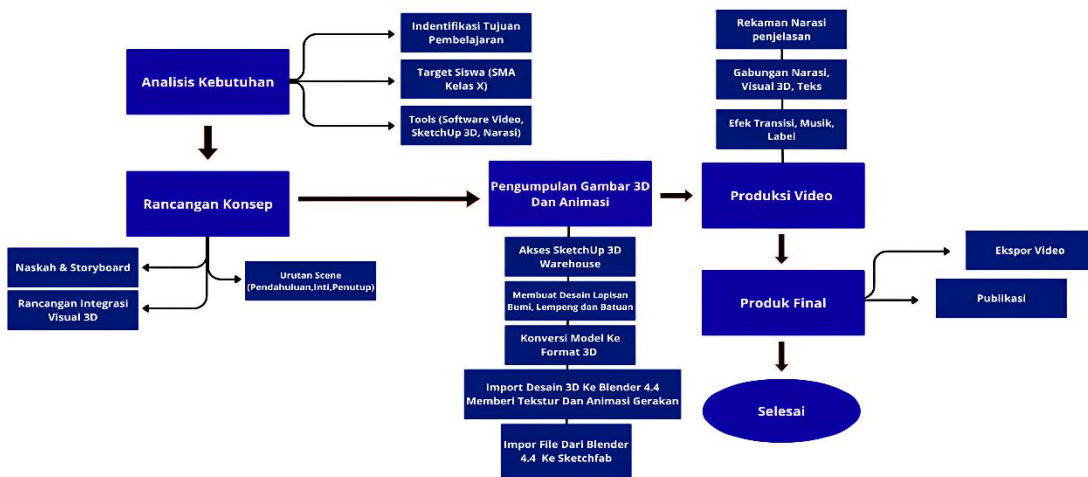 Analisis Kebutuhan
Indentifikasi Tujuan
Pembelajaran
Target Siswa (SMA
Kelas X)
Tools (Software Video,
SketchUp 3D, Narasi)
Rancangan Konsep
Naskah & Storyboard
Rancangan Integrasi
Visual 3D
Urutan Scene
(Pendahuluan,Inti,Penutup)
Pengumpulan Gambar 3D
Dan Animasi
Akses SketchUp 3D
Warehouse
Membuat Desain Lapisan
Bumi, Lempeng dan Batuan
Konversi Model Ke
Format 3D
Import Desain 3D Ke Blender 4.4
Memberi Tekstur Dan Animasi Gerakan
Impor File Dari Blender
4.4 Ke Sketchfab
Rekaman Narasi
penjelasan
Gabungan Narasi,
Visual 3D, Teks
Efek Transisi, Musik,
Label
Produksi Video
Produk Final
Ekspor Video
Publikasi
Selesai